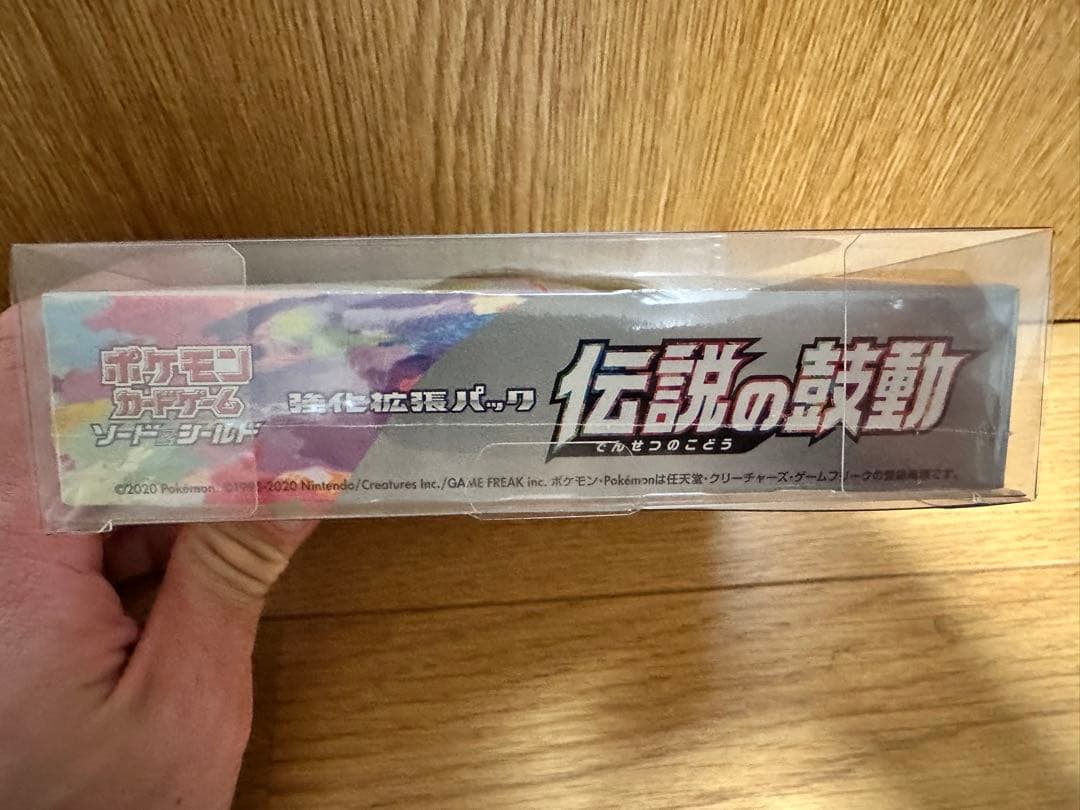 ポケモン
カードゲーム
ソード&シールド
強化拡張パック
伝説の鼓動
でんせつのこどう
©2020 Pokémon. ©1995-2020 Nintendo/Creatures Inc./GAME FREAK inc. ポケモン・Pokémonは任天堂・クリーチャーズ・ゲームフリークの登録商標です。